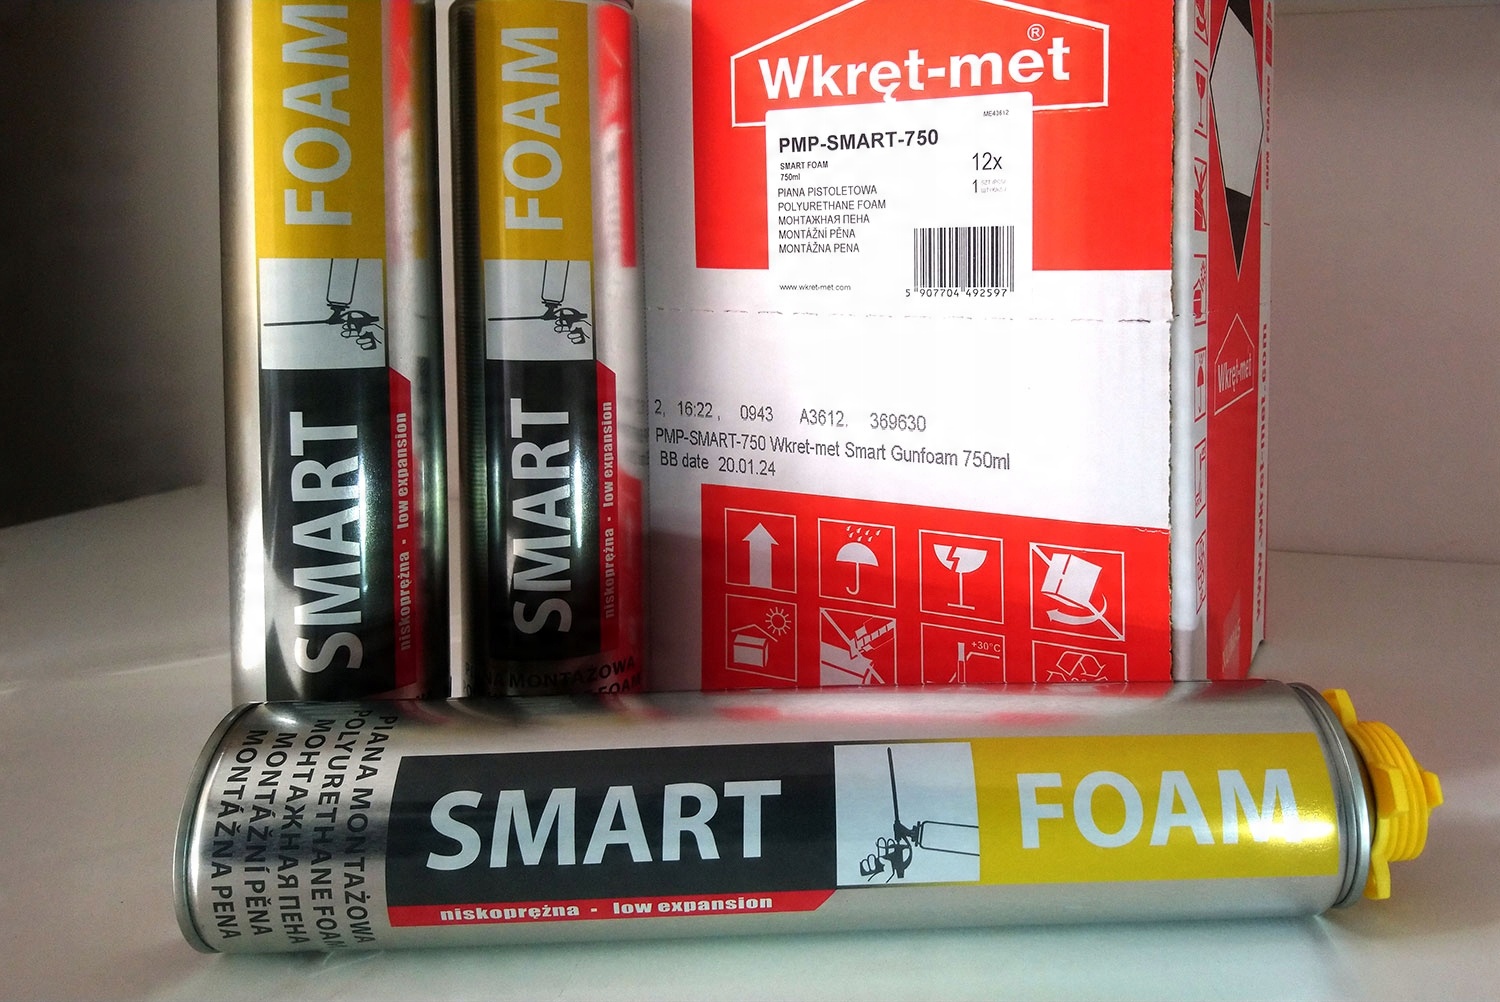 FOAM
SMART
niskoprężna - low expansion
FOAM
SMART
niskoprężna - low expansion
PIANA MONTAŻOWA
Wkręt-met®
ME43612
PMP-SMART-750
SMART FOAM
750ml
12x
1
PIANA PISTOLETOWA
POLYURETHANE FOAM
МОНТАЖНАЯ ПЕНА
MONTÁŽNÍ PĚNA
MONTÁŽNA PENA
www.wkret-met.com
5 907704 492597
2, 16:22, 0943 A3612. 369630
PMP-SMART-750 Wkret-met Smart Gunfoam 750ml
BB date 20.01.24
+30°C
Wkręt-met
PIANA MONTAŻOWA
POLYURETHANE FOAM
МОНТАЖНАЯ ПЕНА
MONTÁŽNÍ PĚNA
MONTÁŽNA PENA
SMART FOAM
niskoprężna - low expansion